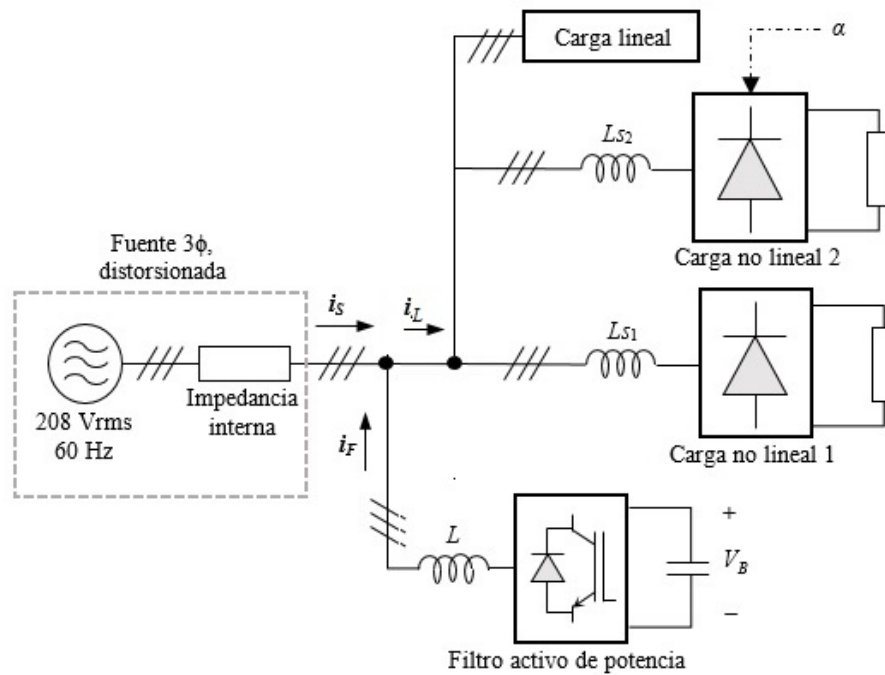 Carga lineal
α
Ls2
Carga no lineal 2
Fuente 3ϕ,
distorsionada
is
iL
Ls1
208 Vrms
60 Hz
Impedancia
interna
iF
Carga no lineal 1
L
+
VB
−
Filtro activo de potencia